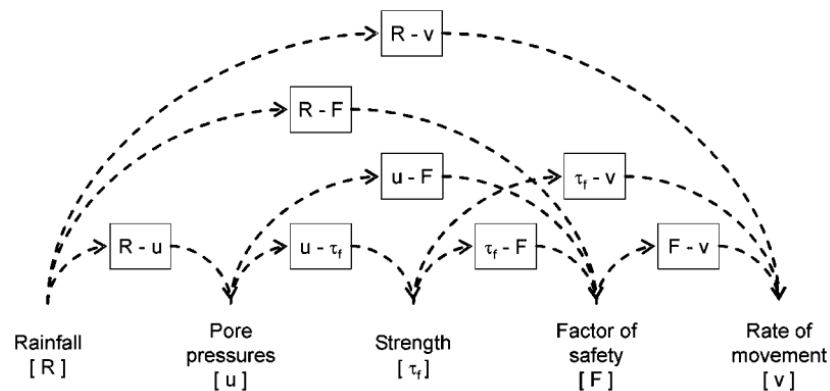 R - v
R - F
u - F
τf - v
R - u
u - τf
τf - F
F - v
Rainfall
[ R ]
Pore
pressures
[ u ]
Strength
[ τf ]
Factor of
safety
[ F ]
Rate of
movement
[ v ]